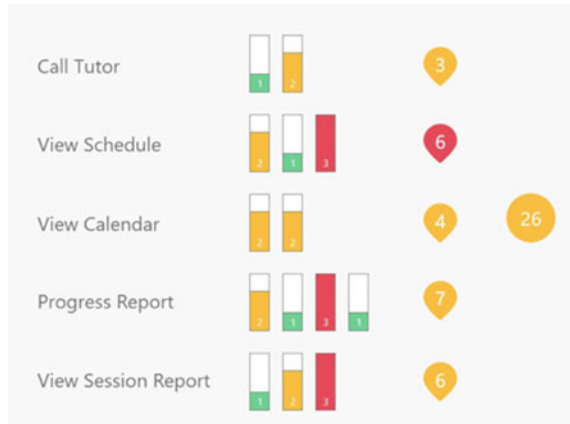 Call Tutor 1 2 3
View Schedule 2 1 3 6
View Calendar 2 2 4 26
Progress Report 2 1 3 1 7
View Session Report 1 2 3 6